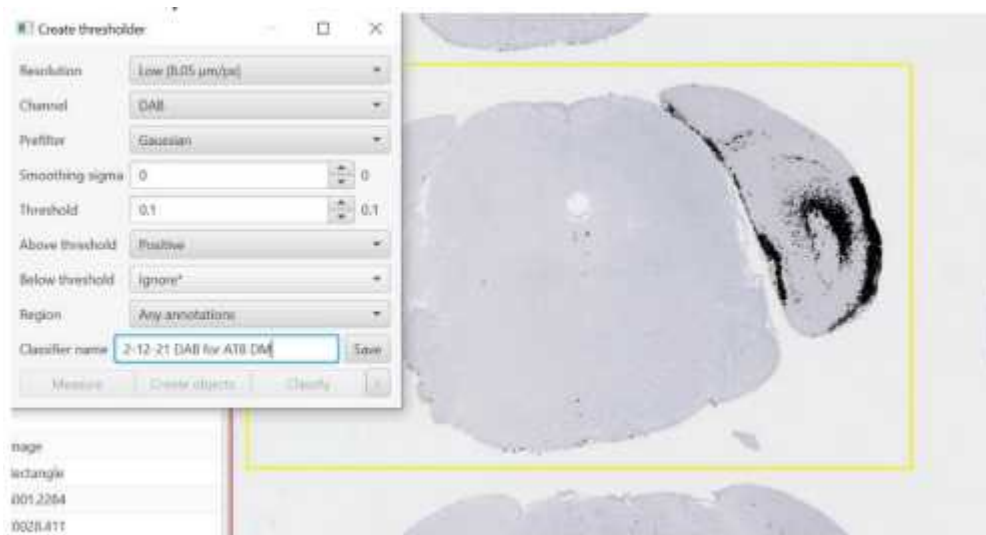 Create thresholder
Resolution Low (8.05 µm/px)
Channel DAB
Prefilter Gaussian
Smoothing sigma 0 0
Threshold 0.1 0.1
Above threshold Positive
Below threshold Ignore*
Region Any annotations
Classifier name 2-12-21 DAB for AT8 DM Save
Measure Create objects Classify
mage
lectangle